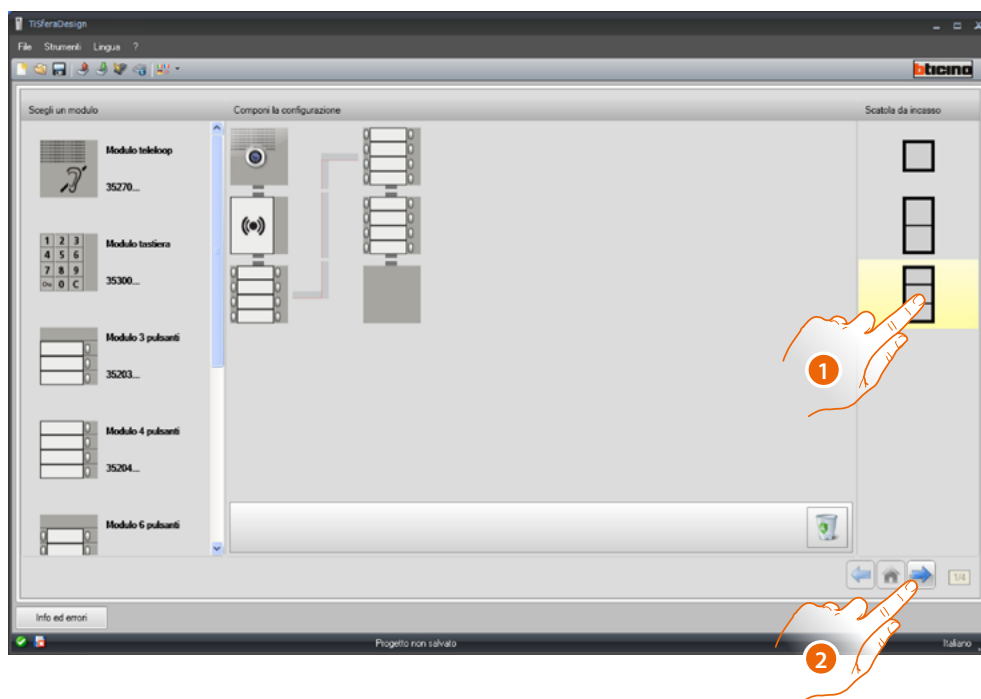 TiSferaDesign
File Strumenti Lingua ?
bticino
Scegli un modulo
Componi la configurazione
Scatola da incasso
Modulo teleloop
35270...
1 2 3
4 5 6
7 8 9
0 C
Modulo tastiera
35300...
Modulo 3 pulsanti
35203...
Modulo 4 pulsanti
35204...
Modulo 6 pulsanti
1
1/4
Info ed errori
Progetto non salvato
Italiano
2